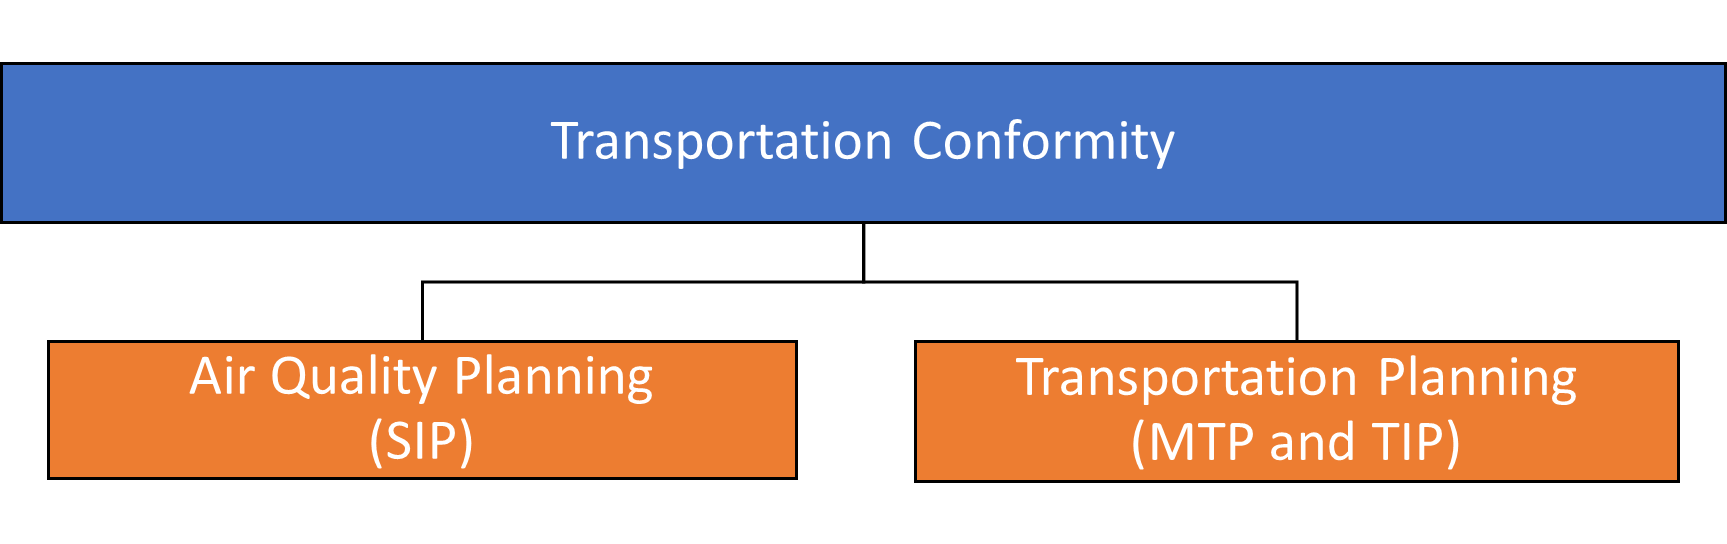 Transportation Conformity
Air Quality Planning
(SIP)
Transportation Planning
(MTP and TIP)